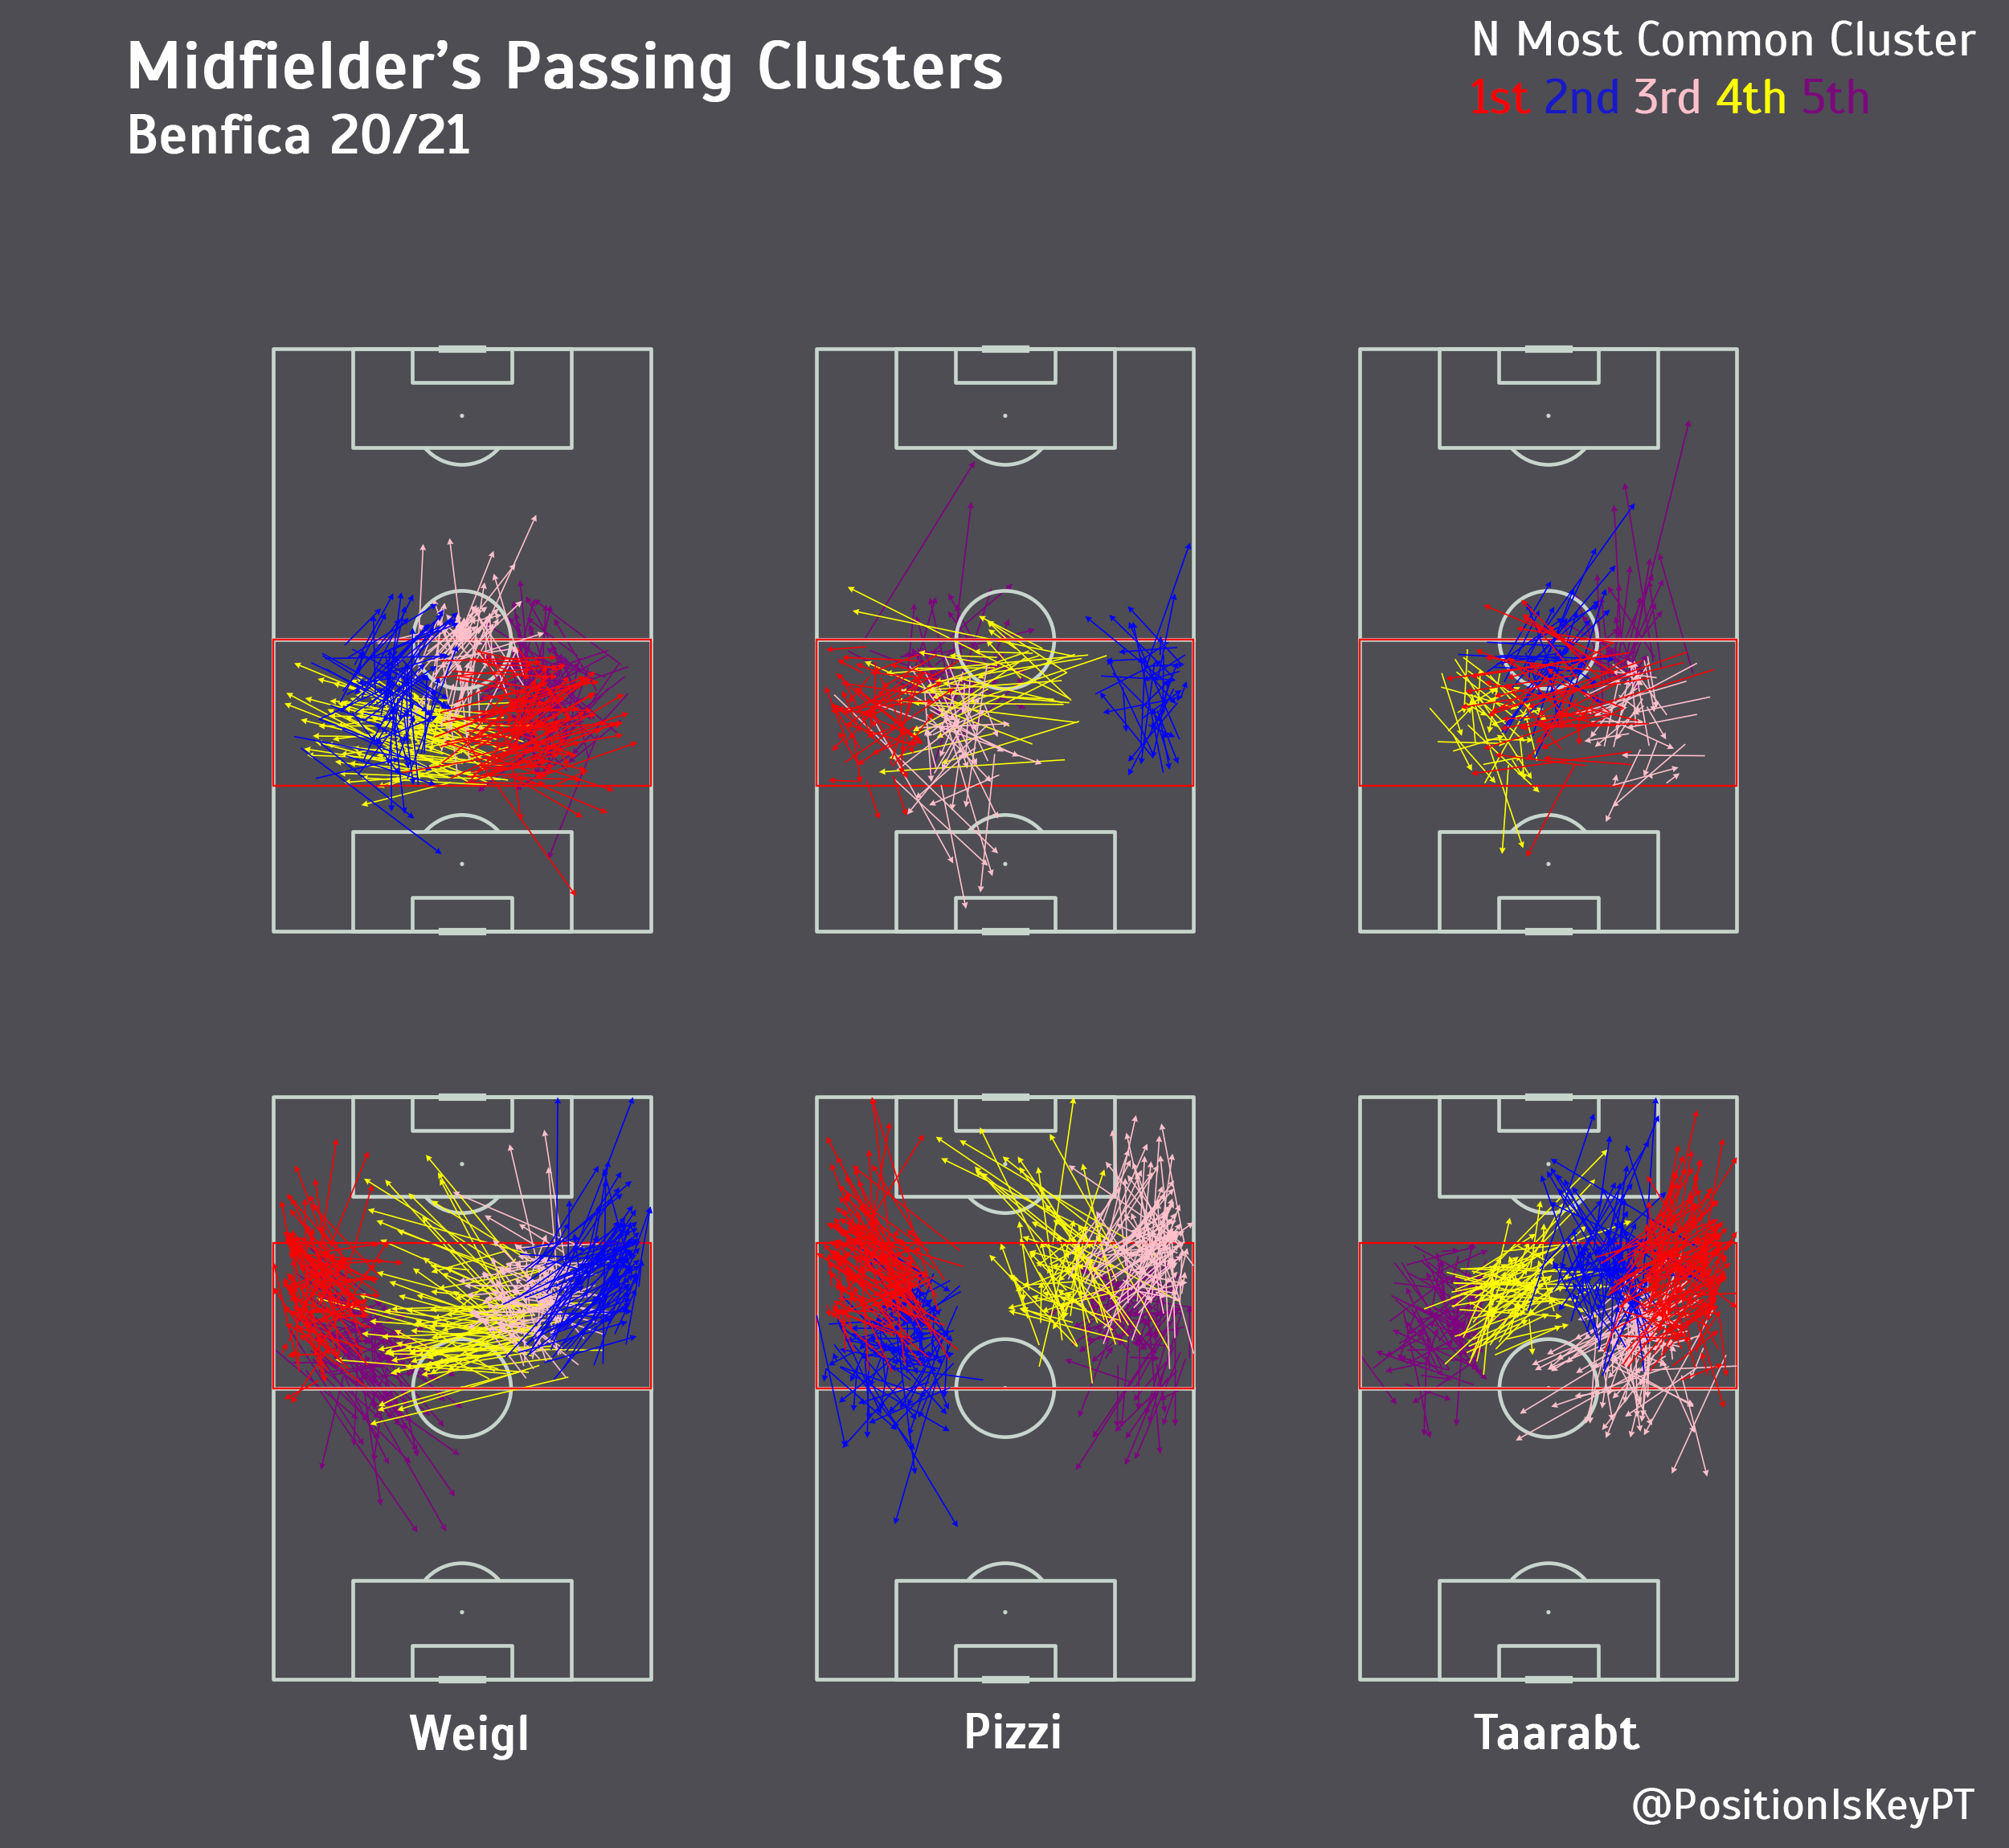 Midfielder's Passing Clusters
Benfica 20/21
N Most Common Cluster
1st 2nd 3rd 4th 5th
Weigl
Pizzi
Taarabt
@PositionIsKeyPT